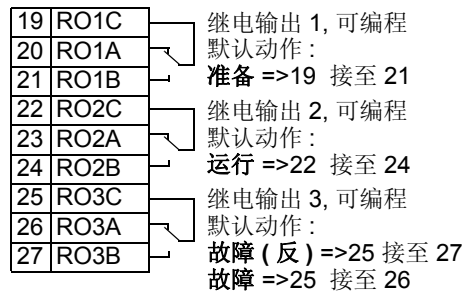 19 RO1C 继电输出 1, 可编程
20 RO1A 默认动作 :
21 RO1B 准备 =>19 接至 21
22 RO2C 继电输出 2, 可编程
23 RO2A 默认动作 :
24 RO2B 运行 =>22 接至 24
25 RO3C 继电输出 3, 可编程
26 RO3A 默认动作 :
27 RO3B 故障 ( 反 ) =>25 接至 27
故障 =>25 接至 26